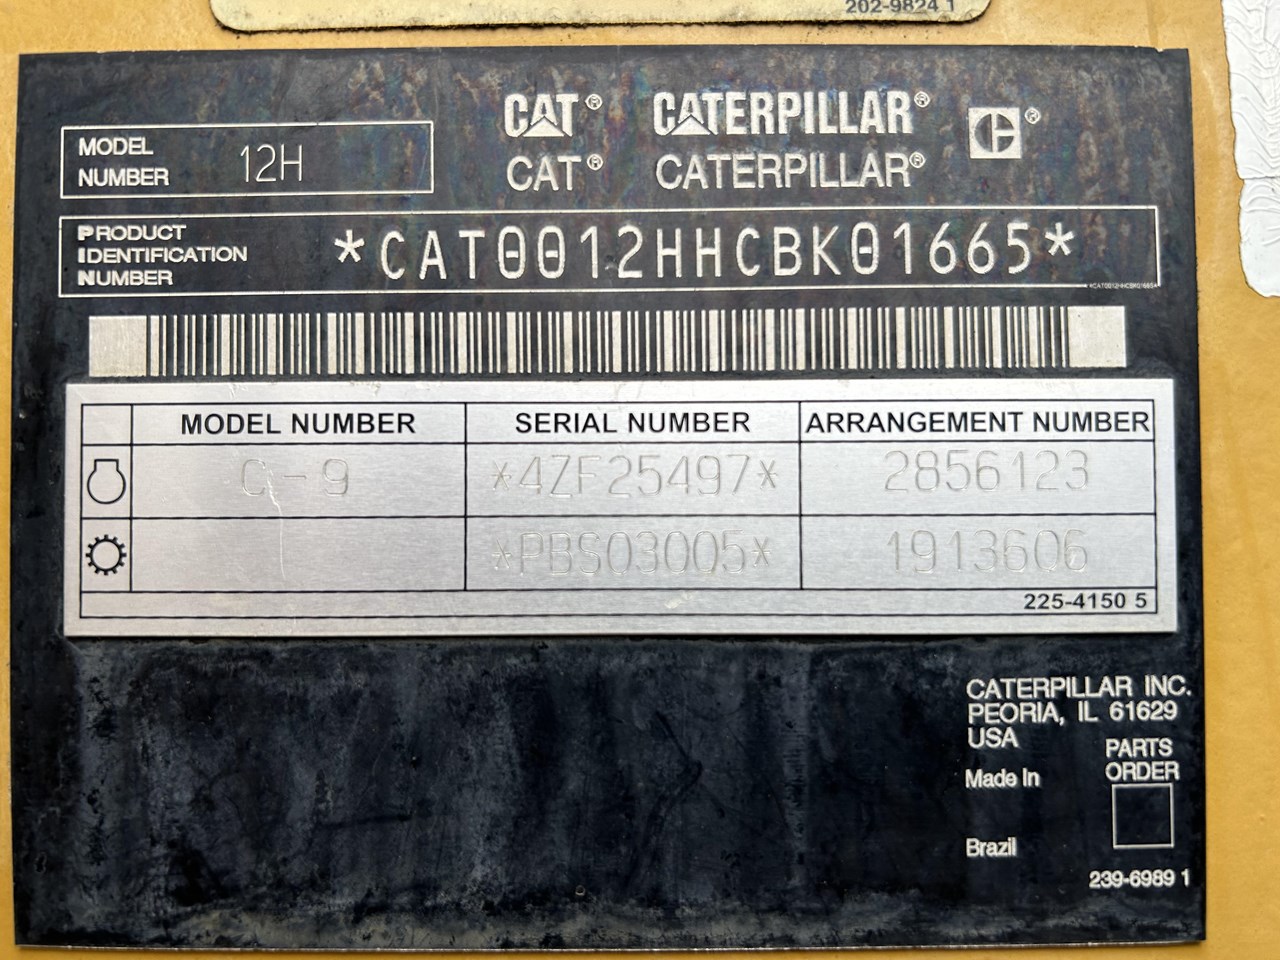 202-9824 1
CAT® CATERPILLAR® C®
CAT® CATERPILLAR®
MODEL
NUMBER 12H
PRODUCT
IDENTIFICATION
NUMBER *CAT0012HHCBK01665*
*CAT0012HHCBK01665*
MODEL NUMBER SERIAL NUMBER ARRANGEMENT NUMBER
C-9 *4ZF25497* 2856123
*PBS03005* 1913606
225-4150 5
CATERPILLAR INC.
PEORIA, IL 61629
USA
PARTS
ORDER
Made In
Brazil
239-6989 1